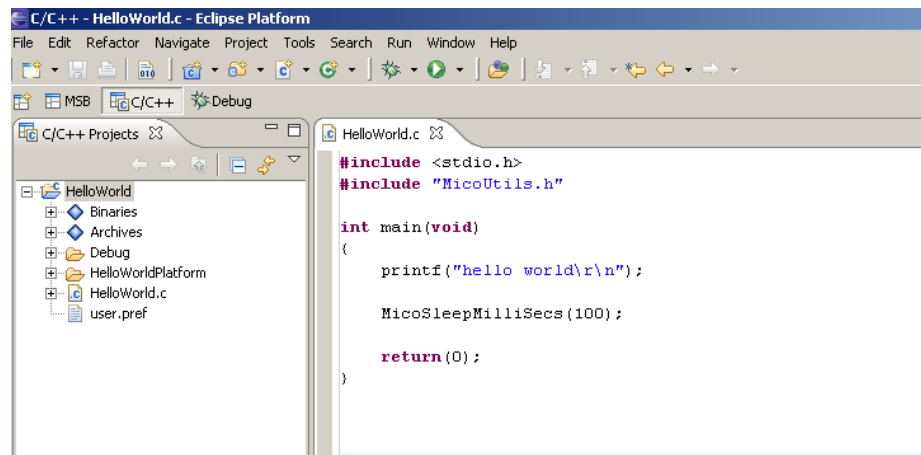 C/C++ - HelloWorld.c - Eclipse Platform
File Edit Refactor Navigate Project Tools Search Run Window Help
010
MSB C/C++ Debug
C/C++ Projects
HelloWorld
Binaries
Archives
Debug
HelloWorldPlatform
HelloWorld.c
user.pref
HelloWorld.c
#include <stdio.h>
#include "MicoUtils.h"
int main(void)
{
printf("hello world\r\n");
MicoSleepMilliSecs(100);
return(0);
}